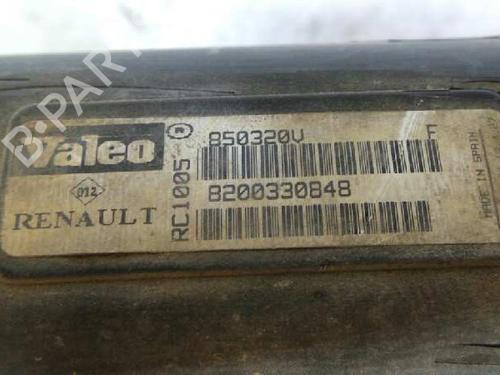 B-PARTS
Valeo ®
850320V F
012
RENAULT
RC1005
8200330848
MADE IN SPAIN